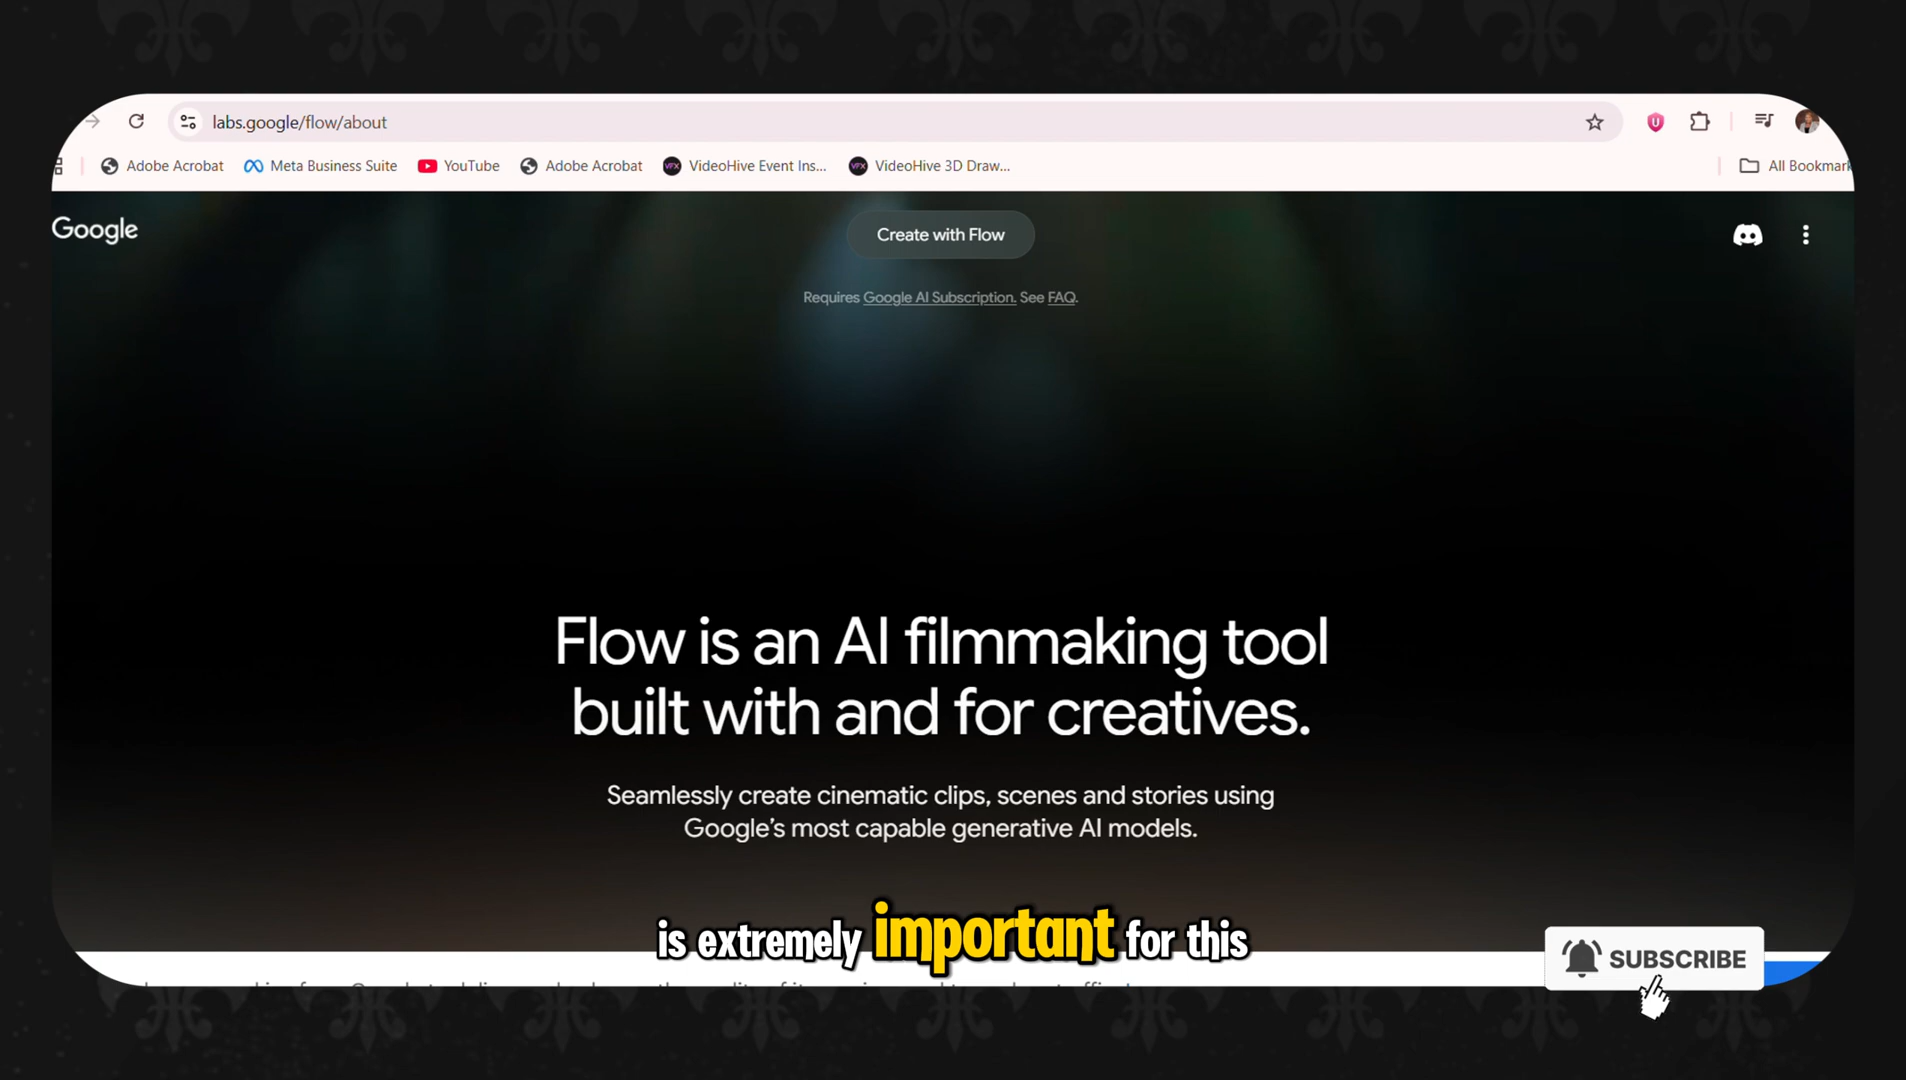 labs.google/flow/about
Adobe Acrobat Meta Business Suite YouTube Adobe Acrobat VFX VideoHive Event Ins... VFX VideoHive 3D Draw... All Bookmark
Google
Create with Flow
Requires Google AI Subscription. See FAQ.
Flow is an AI filmmaking tool
built with and for creatives.
Seamlessly create cinematic clips, scenes and stories using
Google's most capable generative AI models.
is extremely important for this
SUBSCRIBE